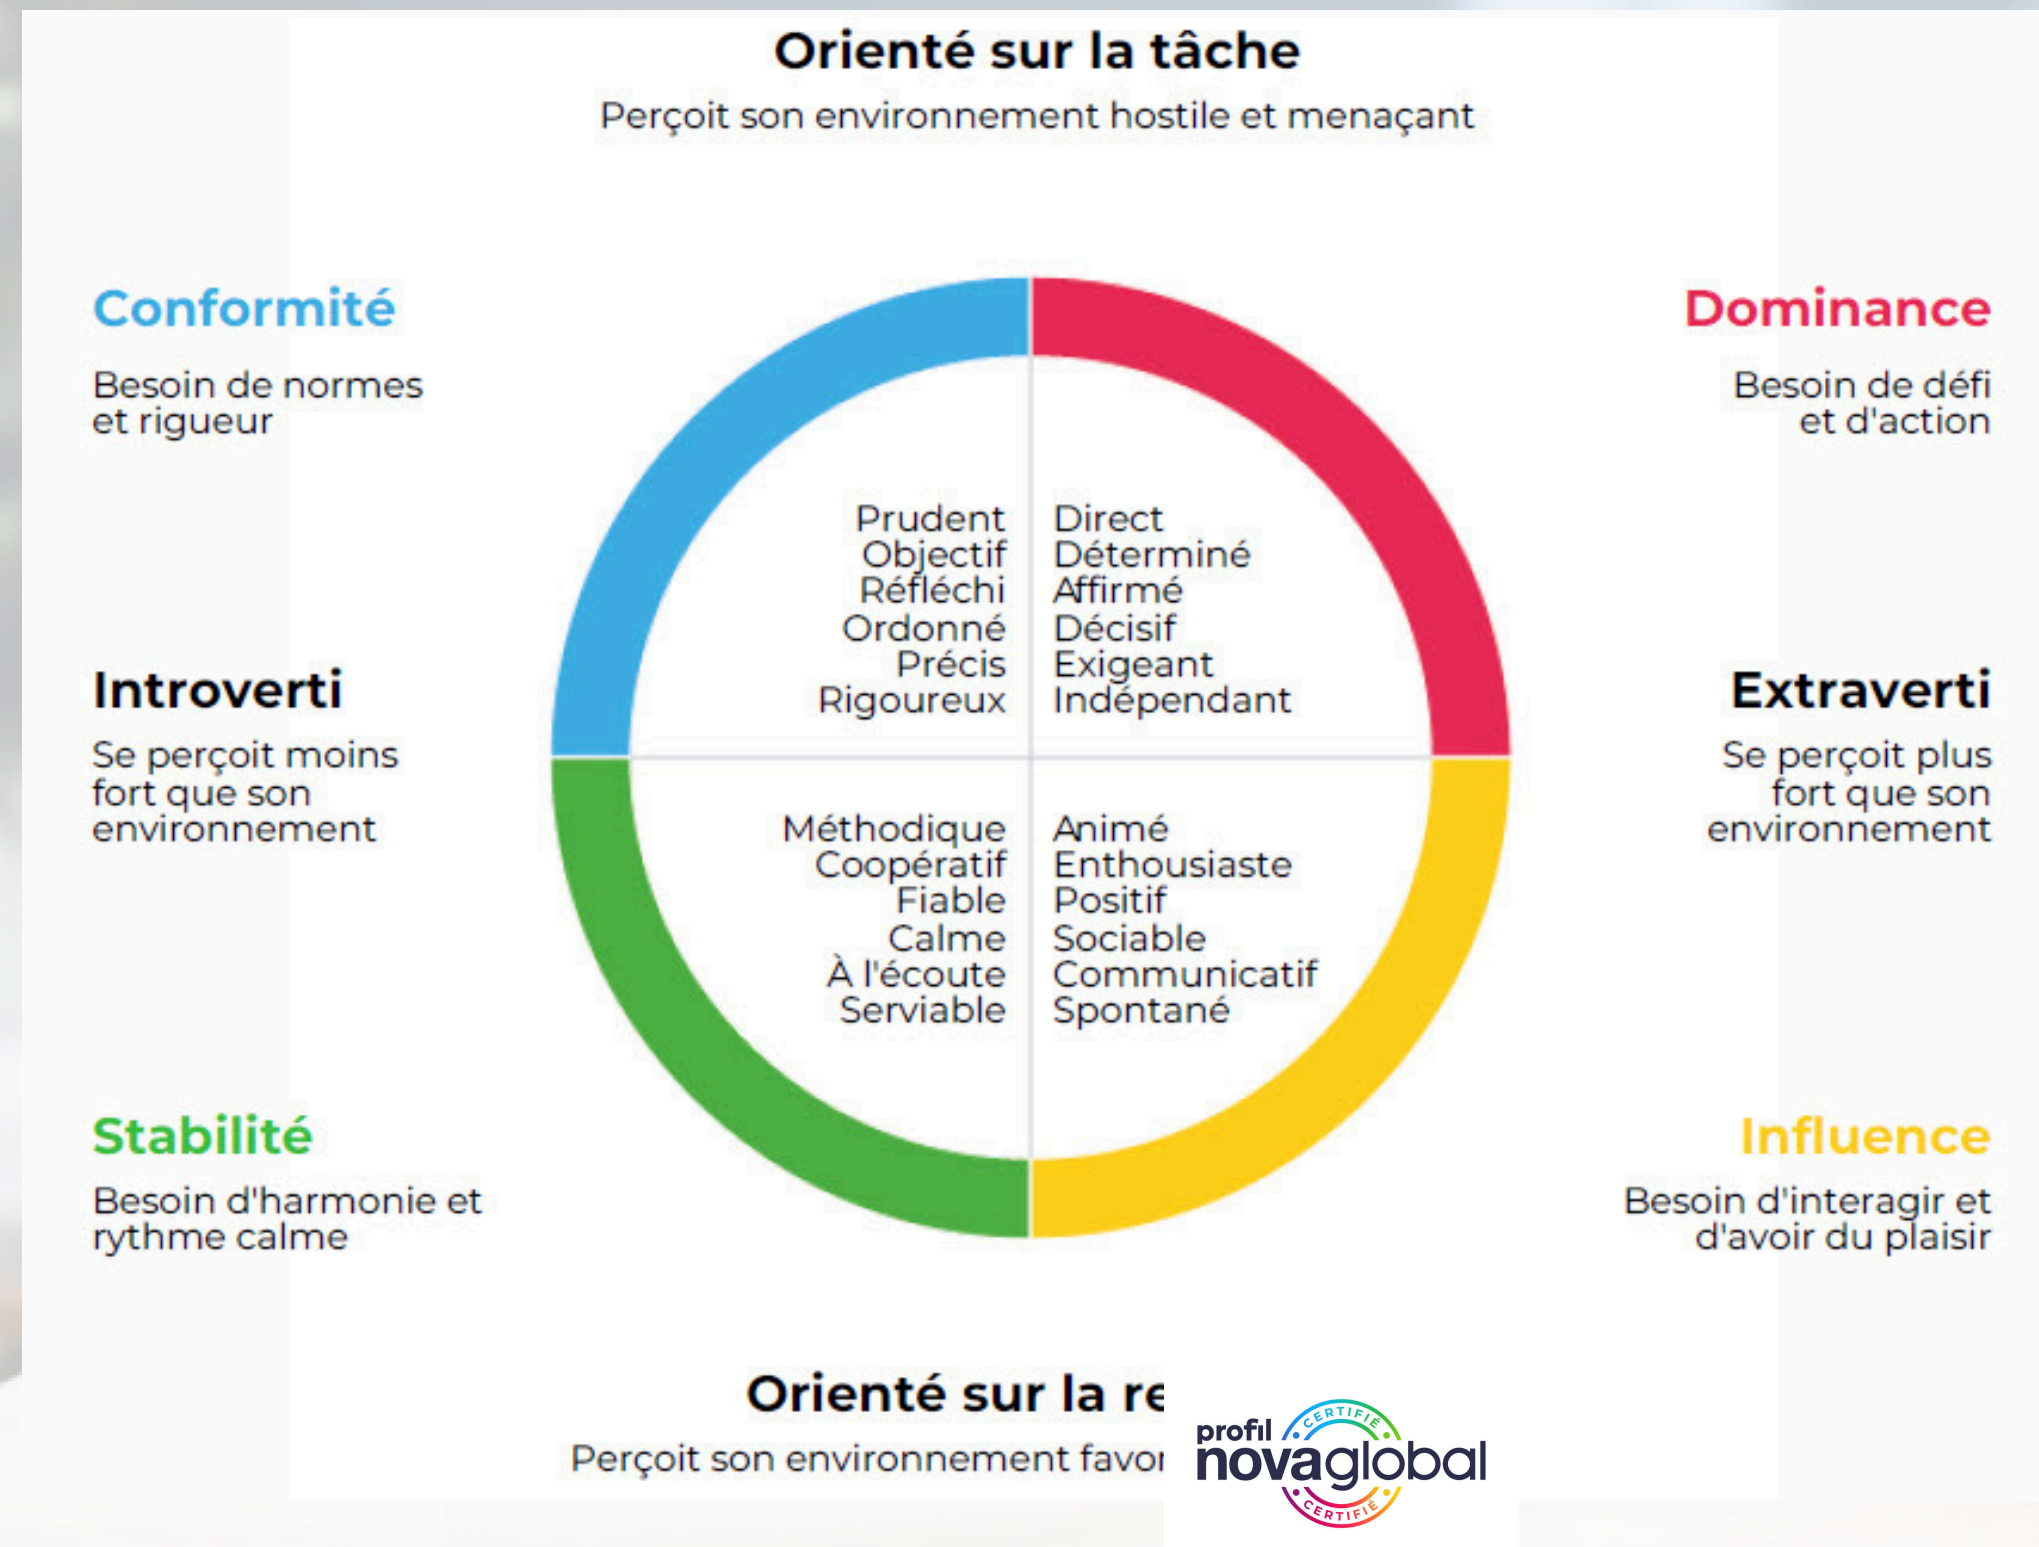 Orienté sur la tâche
Perçoit son environnement hostile et menaçant
Conformité
Besoin de normes
et rigueur
Dominance
Besoin de défi
et d'action
Prudent
Objectif
Réfléchi
Ordonné
Précis
Rigoureux
Direct
Déterminé
Affirmé
Décisif
Exigeant
Indépendant
Introverti
Se perçoit moins
fort que son
environnement
Extraverti
Se perçoit plus
fort que son
environnement
Méthodique
Coopératif
Fiable
Calme
À l'écoute
Serviable
Animé
Enthousiaste
Positif
Sociable
Communicatif
Spontané
Stabilité
Besoin d'harmonie et
rythme calme
Influence
Besoin d'interagir et
d'avoir du plaisir
Orienté sur la re
Perçoit son environnement favor
CERTIFIÉ
profil
novaglobal
CERTIFIÉ